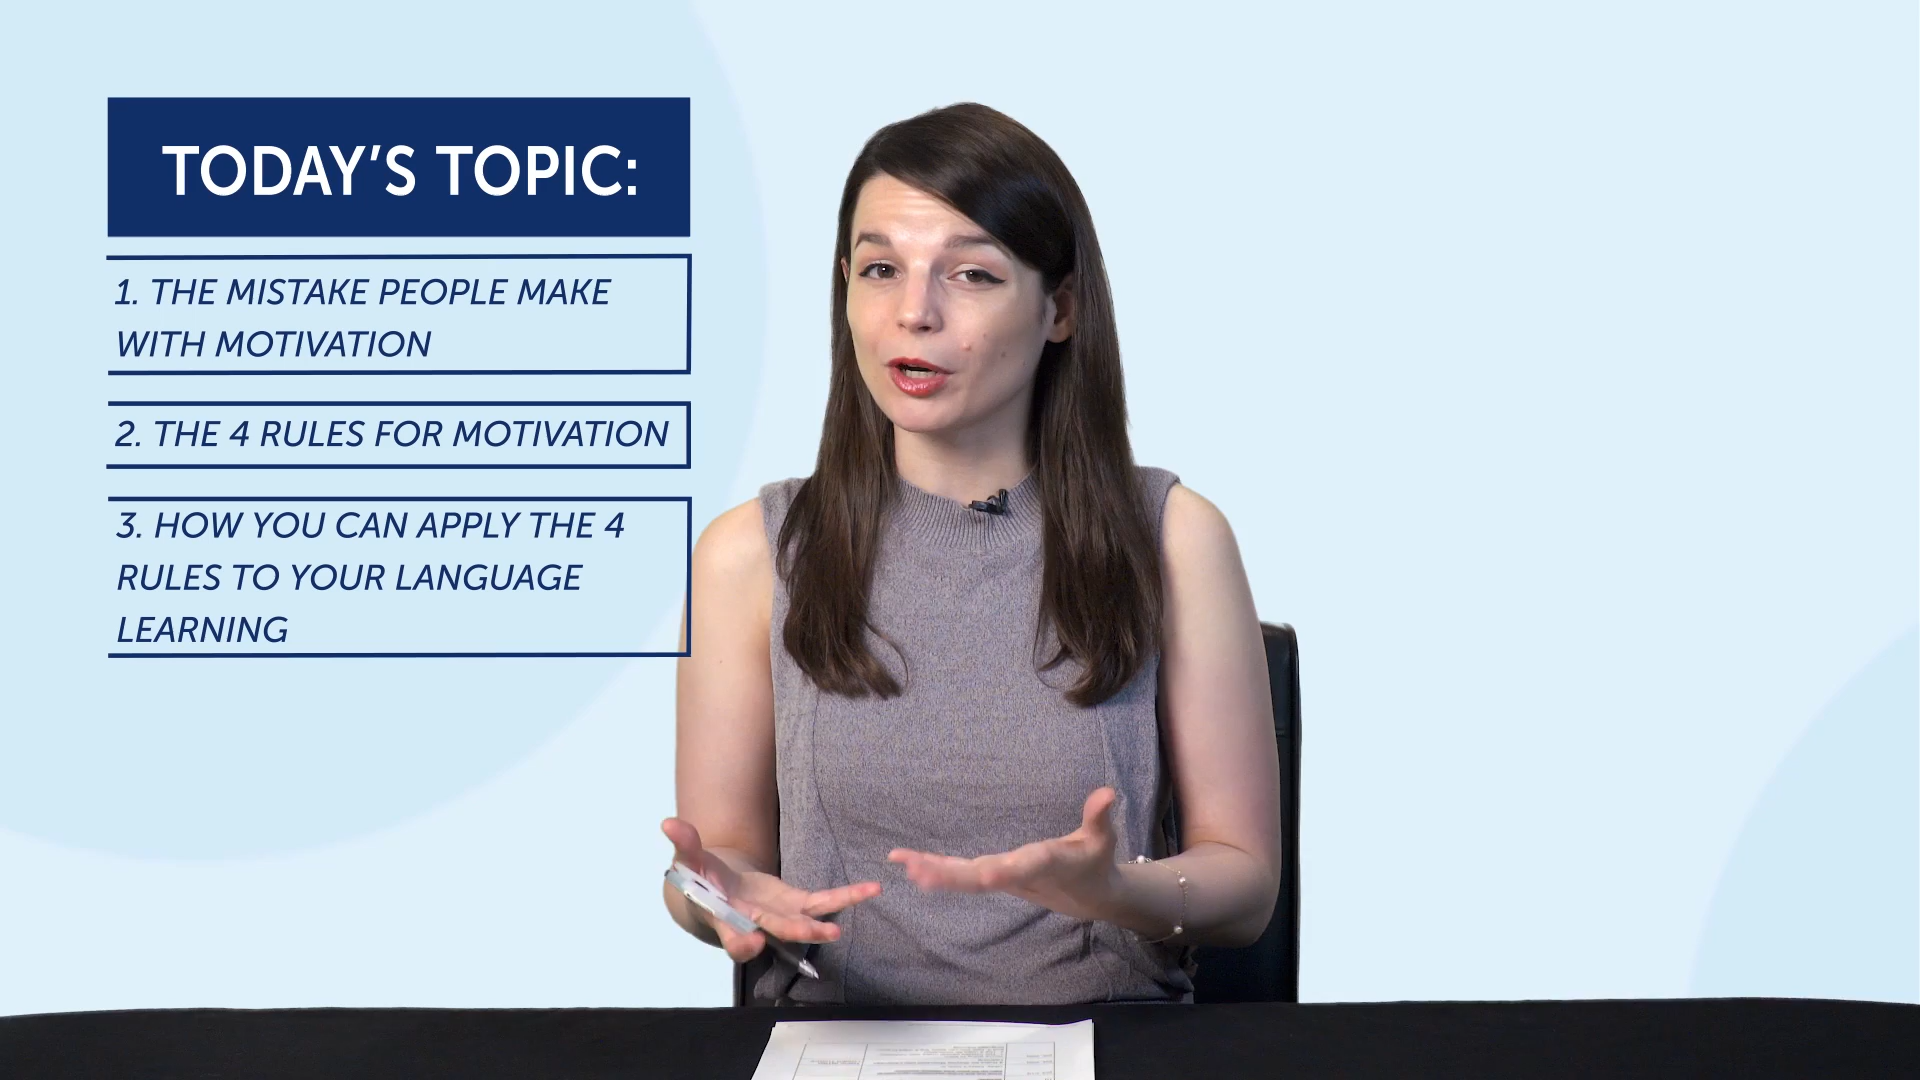 TODAY'S TOPIC:
1. THE MISTAKE PEOPLE MAKE
WITH MOTIVATION
2. THE 4 RULES FOR MOTIVATION
3. HOW YOU CAN APPLY THE 4
RULES TO YOUR LANGUAGE
LEARNING